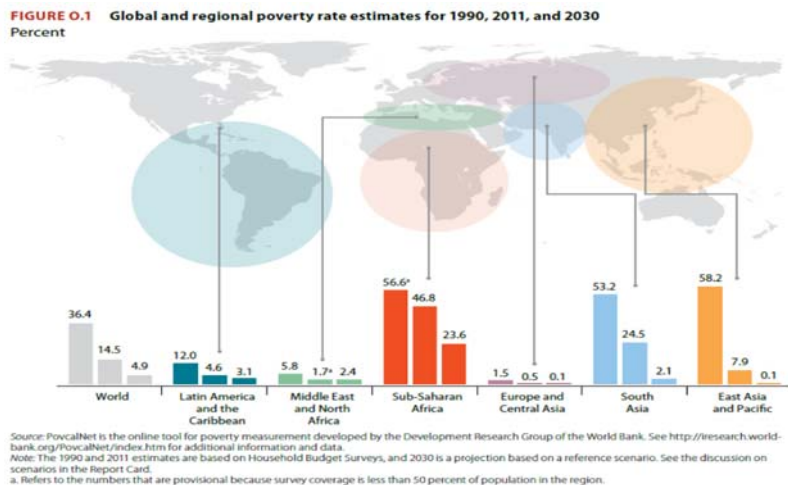 FIGURE O.1 Global and regional poverty rate estimates for 1990, 2011, and 2030
Percent
36.4
14.5
4.9
12.0
4.6
3.1
5.8
1.7ᵃ
2.4
56.6ᵃ
46.8
23.6
1.5
0.5
0.1
53.2
24.5
2.1
58.2
7.9
0.1
World
Latin America
and the
Caribbean
Middle East
and North
Africa
Sub-Saharan
Africa
Europe and
Central Asia
South
Asia
East Asia
and Pacific
Source: PovcalNet is the online tool for poverty measurement developed by the Development Research Group of the World Bank. See http://iresearch.world-
bank.org/PovcalNet/index.htm for additional information and data.
Note: The 1990 and 2011 estimates are based on Household Budget Surveys, and 2030 is a projection based on a reference scenario. See the discussion on
scenarios in the Report Card.
a. Refers to the numbers that are provisional because survey coverage is less than 50 percent of population in the region.